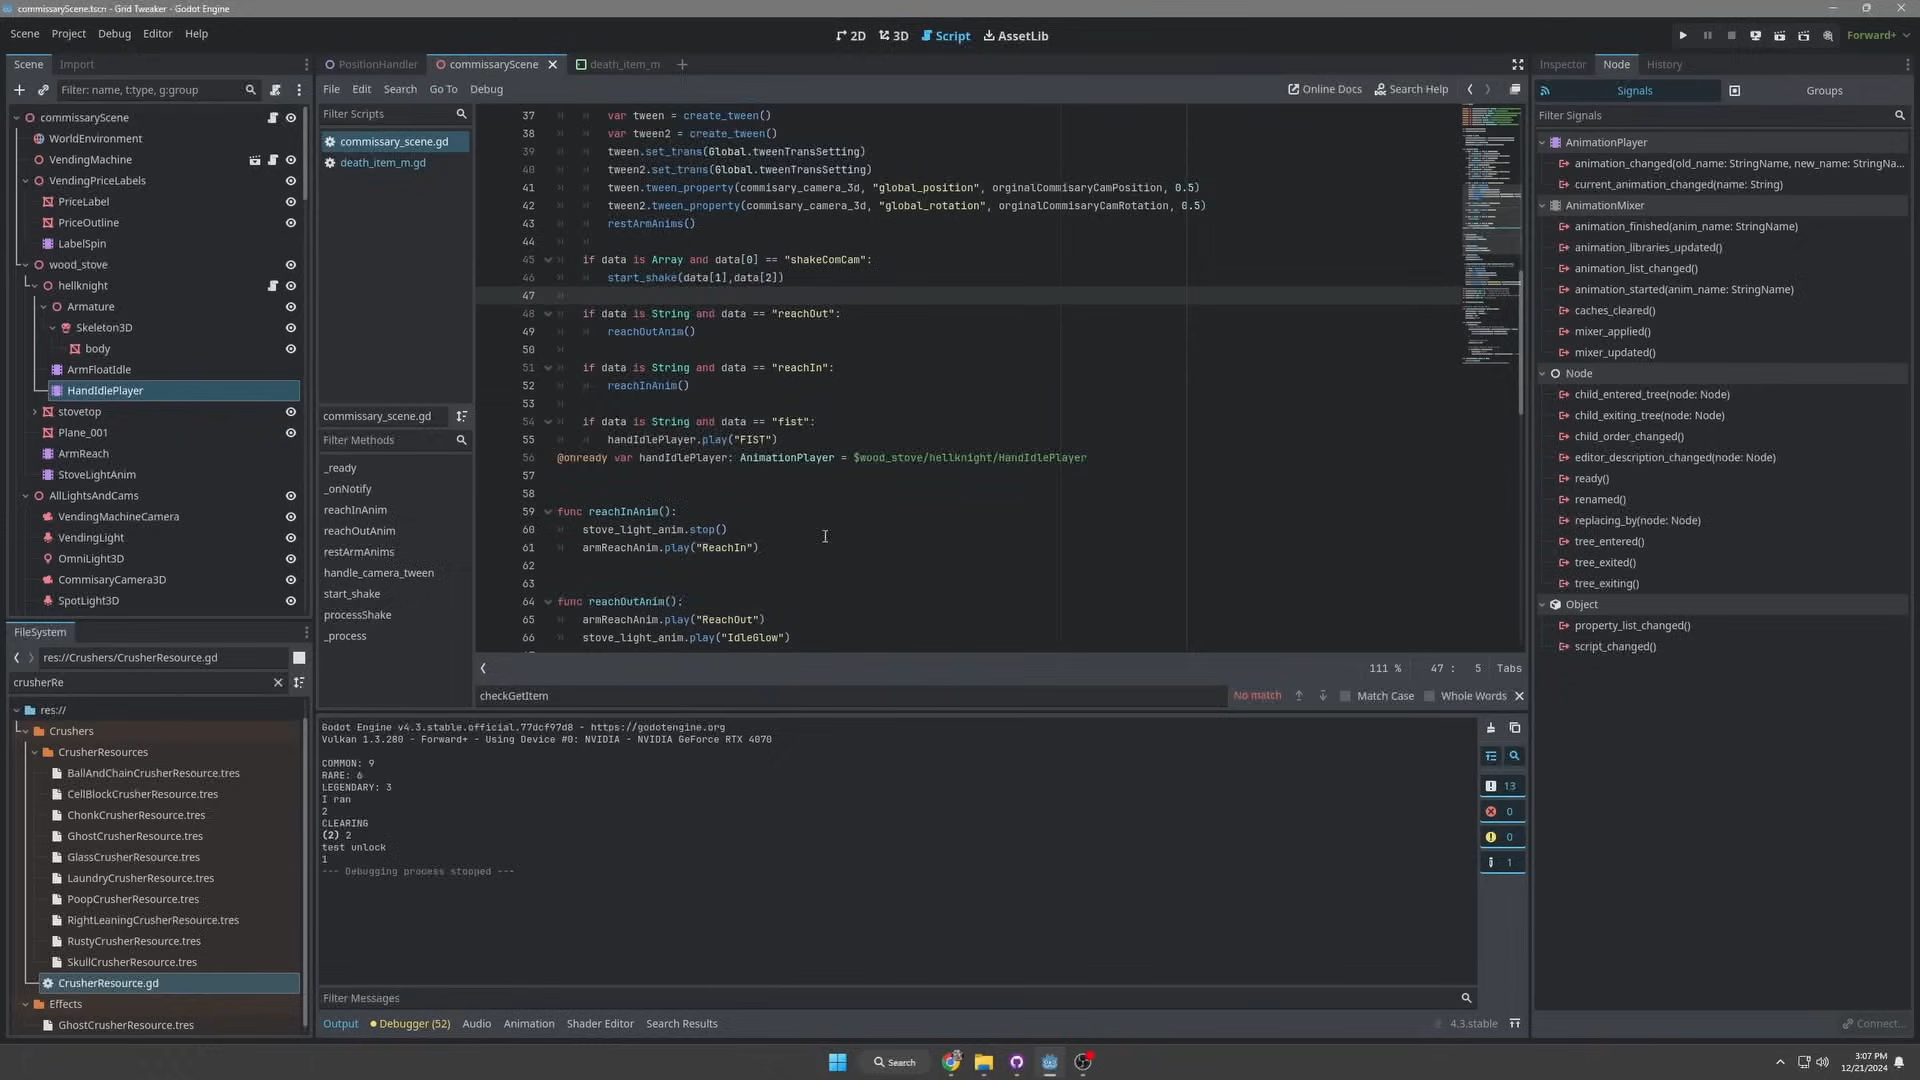 commissaryScene.tscn - Grid Tweaker - Godot Engine
Scene Project Debug Editor Help
2D 3D Script AssetLib
Forward+
Scene Import
Filter: name, t:type, g:group
commissaryScene
WorldEnvironment
VendingMachine
VendingPriceLabels
PriceLabel
PriceOutline
LabelSpin
wood_stove
hellknight
Armature
Skeleton3D
body
ArmFloatIdle
HandIdlePlayer
stovetop
Plane_001
ArmReach
StoveLightAnim
AllLightsAndCams
VendingMachineCamera
VendingLight
OmniLight3D
CommisaryCamera3D
SpotLight3D
FileSystem
res://Crushers/CrusherResource.gd
crusherRe
res://
Crushers
CrusherResources
BallAndChainCrusherResource.tres
CellBlockCrusherResource.tres
ChonkCrusherResource.tres
GhostCrusherResource.tres
GlassCrusherResource.tres
LaundryCrusherResource.tres
PoopCrusherResource.tres
RightLeaningCrusherResource.tres
RustyCrusherResource.tres
SkullCrusherResource.tres
CrusherResource.gd
Effects
GhostCrusherResource.tres
PositionHandler commissaryScene death_item_m
File Edit Search Go To Debug
Online Docs Search Help
Filter Scripts
commissary_scene.gd
death_item_m.gd
commissary_scene.gd
Filter Methods
_ready
_onNotify
reachInAnim
reachOutAnim
restArmAnims
handle_camera_tween
start_shake
processShake
_process
37 var tween = create_tween()
38 var tween2 = create_tween()
39 tween.set_trans(Global.tweenTransSetting)
40 tween2.set_trans(Global.tweenTransSetting)
41 tween.tween_property(commisary_camera_3d, "global_position", orginalCommisaryCamPosition, 0.5)
42 tween2.tween_property(commisary_camera_3d, "global_rotation", orginalCommisaryCamRotation, 0.5)
43 restArmAnims()
44
45 if data is Array and data[0] == "shakeComCam":
46 start_shake(data[1],data[2])
47
48 if data is String and data == "reachOut":
49 reachOutAnim()
50
51 if data is String and data == "reachIn":
52 reachInAnim()
53
54 if data is String and data == "fist":
55 handIdlePlayer.play("FIST")
56 @onready var handIdlePlayer: AnimationPlayer = $wood_stove/hellknight/HandIdlePlayer
57
58
59 func reachInAnim():
60 stove_light_anim.stop()
61 armReachAnim.play("ReachIn")
62
63
64 func reachOutAnim():
65 armReachAnim.play("ReachOut")
66 stove_light_anim.play("IdleGlow")
111 % 47 : 5 Tabs
checkGetItem No match Match Case Whole Words
Godot Engine v4.3.stable.official.77dcf97d8 - https://godotengine.org
Vulkan 1.3.280 - Forward+ - Using Device #0: NVIDIA - NVIDIA GeForce RTX 4070
COMMON: 9
RARE: 6
LEGENDARY: 3
I ran
2
CLEARING
(2) 2
test unlock
1
--- Debugging process stopped ---
13
0
0
1
Filter Messages
Output Debugger (52) Audio Animation Shader Editor Search Results
4.3.stable
Inspector Node History
Signals Groups
Filter Signals
AnimationPlayer
animation_changed(old_name: StringName, new_name: StringNa...
current_animation_changed(name: String)
AnimationMixer
animation_finished(anim_name: StringName)
animation_libraries_updated()
animation_list_changed()
animation_started(anim_name: StringName)
caches_cleared()
mixer_applied()
mixer_updated()
Node
child_entered_tree(node: Node)
child_exiting_tree(node: Node)
child_order_changed()
editor_description_changed(node: Node)
ready()
renamed()
replacing_by(node: Node)
tree_entered()
tree_exited()
tree_exiting()
Object
property_list_changed()
script_changed()
Connect...
Search
3:07 PM
12/21/2024